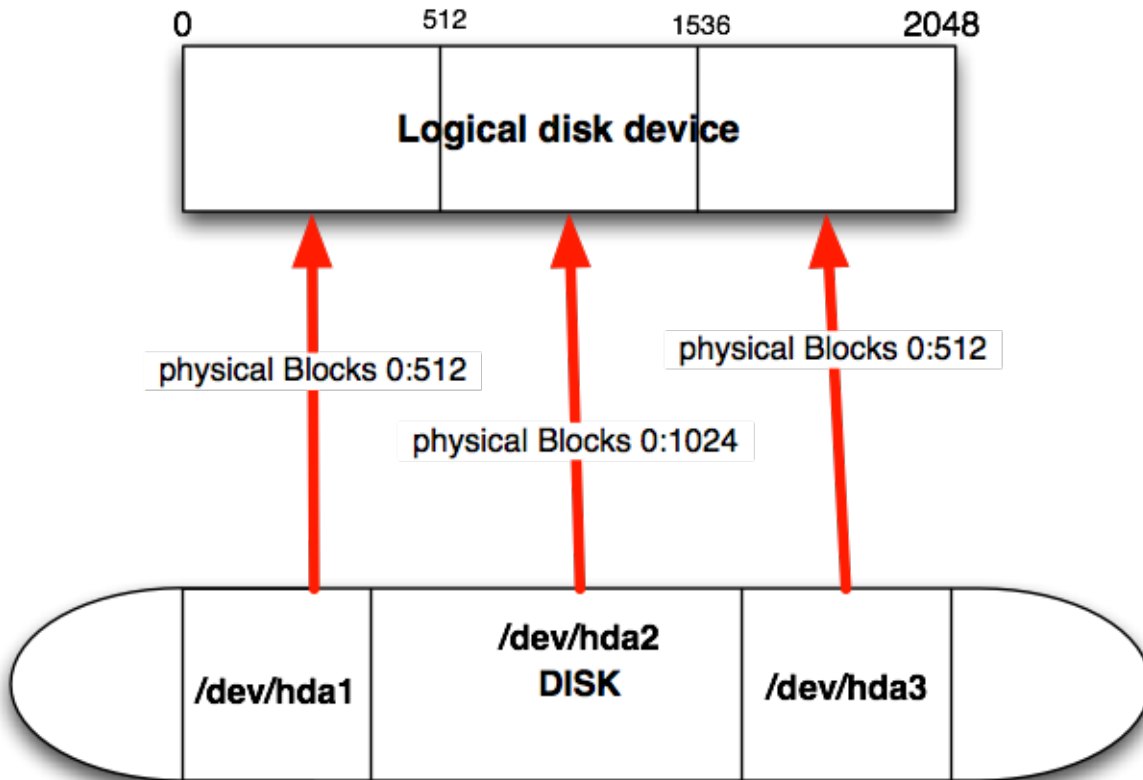 0
512
1536
2048
Logical disk device
physical Blocks 0:512
physical Blocks 0:1024
physical Blocks 0:512
/dev/hda1
/dev/hda2
DISK
/dev/hda3